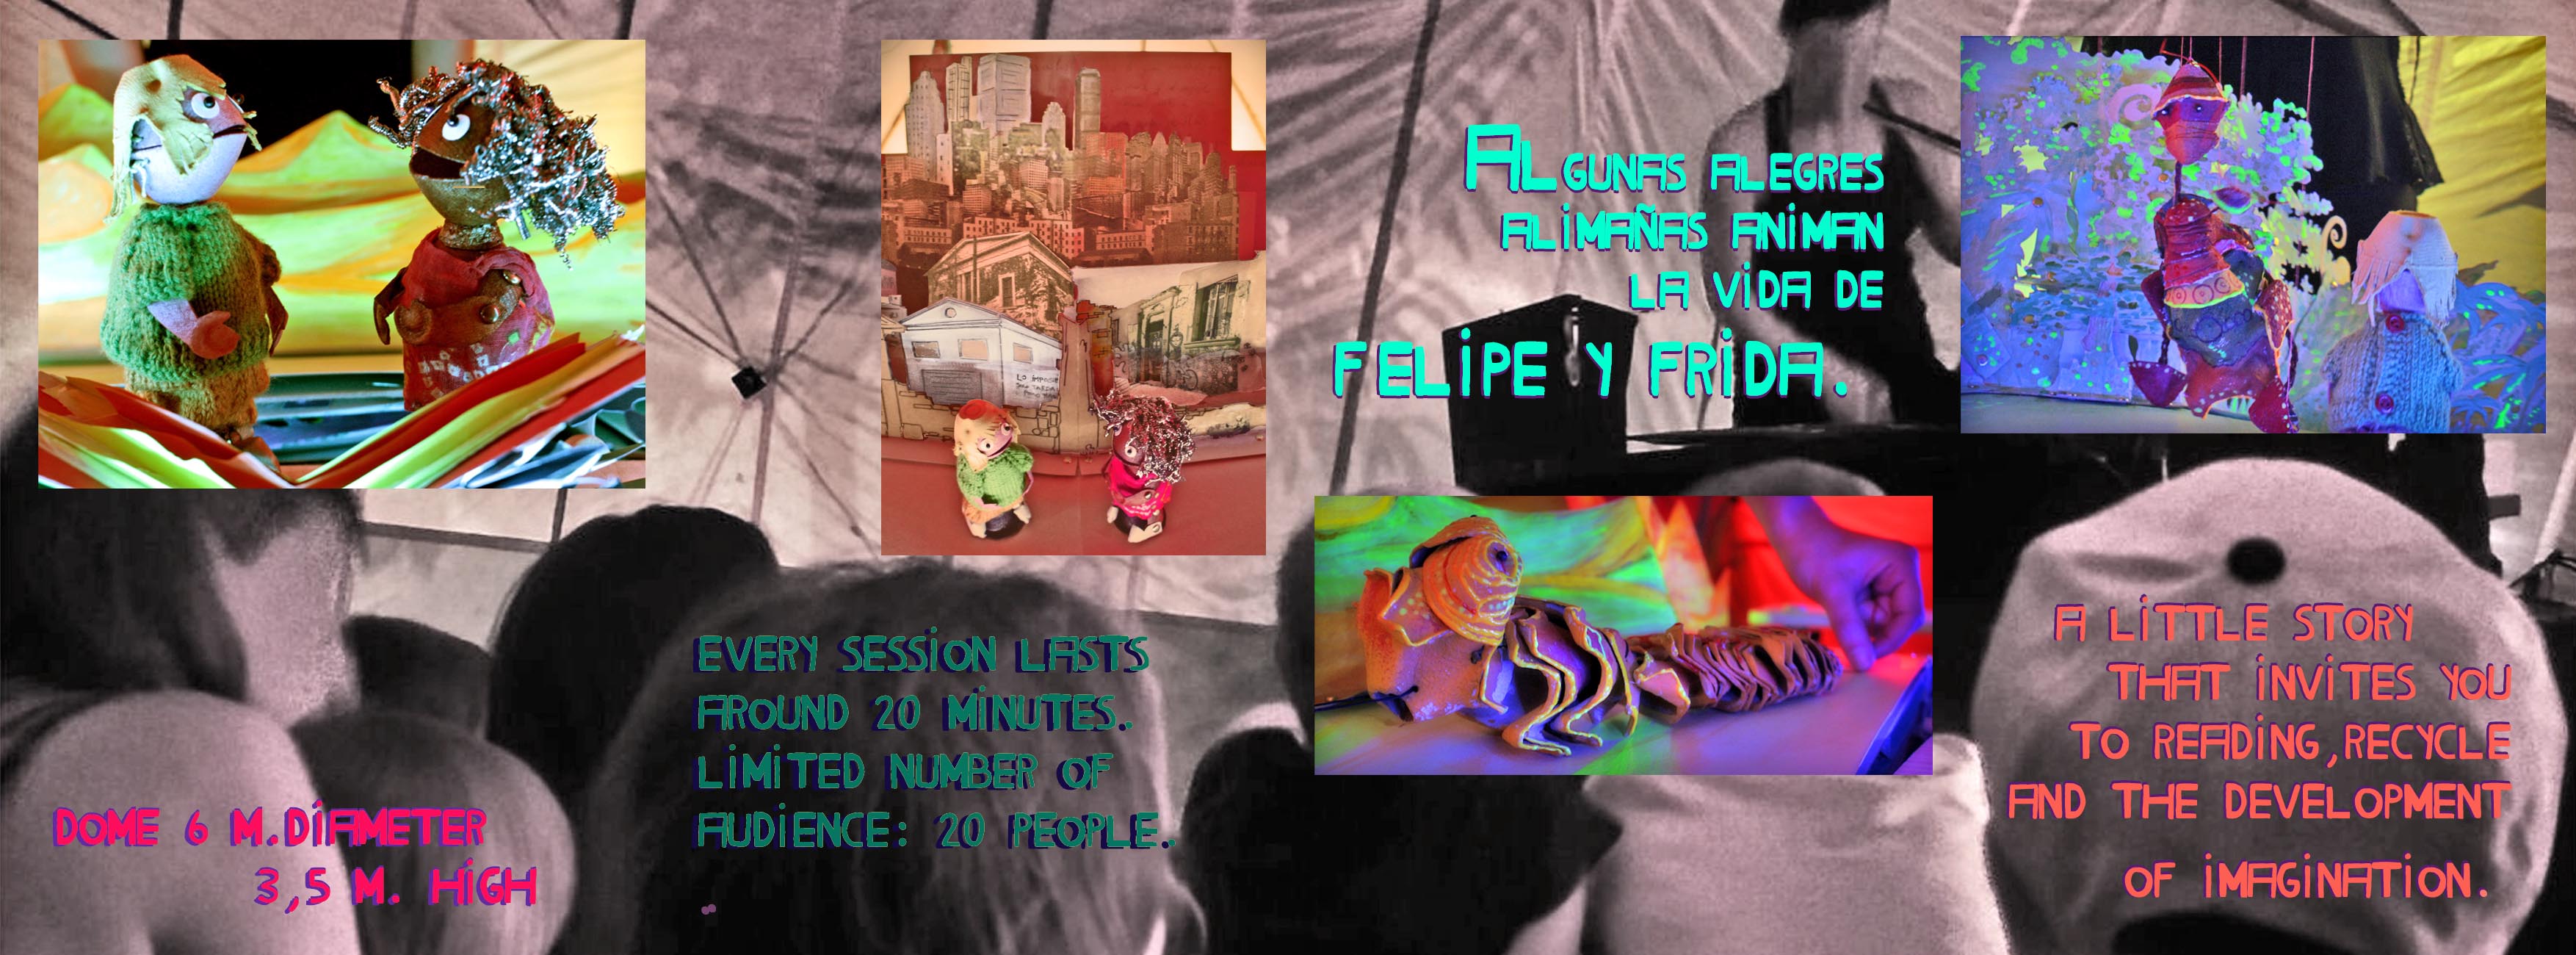 ALGUNAS ALEGRES
ALIMAÑAS ANIMAN
LA VIDA DE
FELIPE Y FRIDA.
EVERY SESSION LASTS
AROUND 20 MINUTES.
LIMITED NUMBER OF
AUDIENCE: 20 PEOPLE.
DOME 6 M.DIAMETER
3,5 M. HIGH
A LITTLE STORY
THAT INVITES YOU
TO READING,RECYCLE
AND THE DEVELOPMENT
OF IMAGINATION.